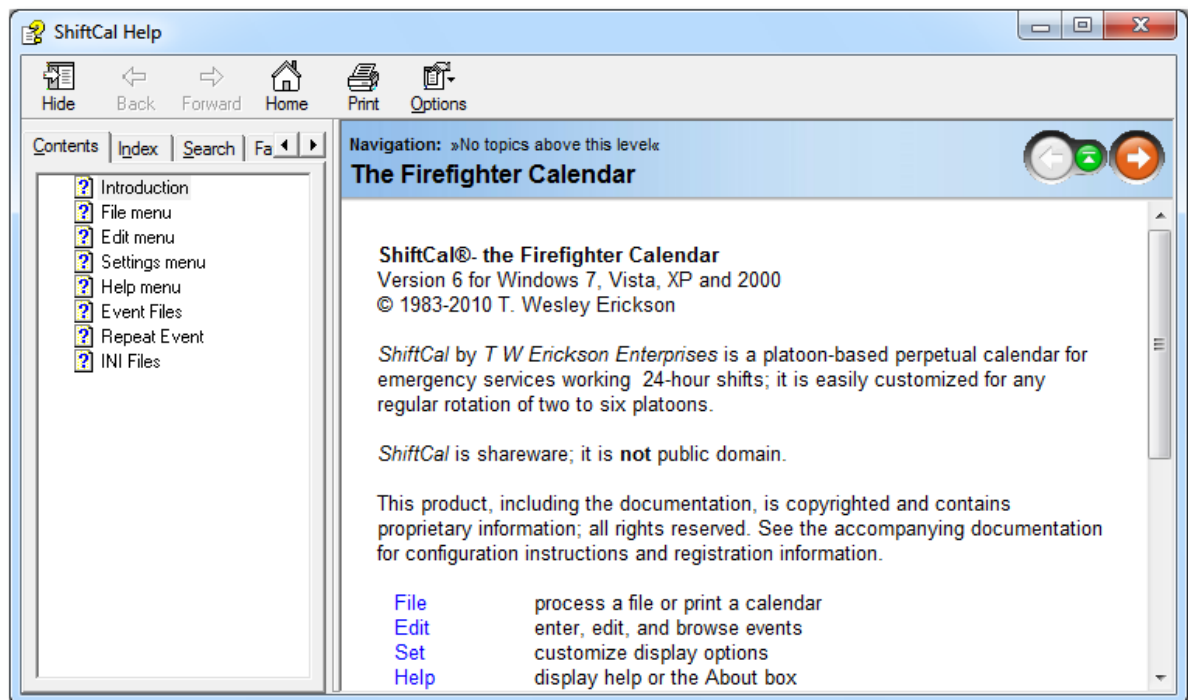 ShiftCal Help
Hide Back Forward Home Print Options
Contents Index Search Fa
Introduction
File menu
Edit menu
Settings menu
Help menu
Event Files
Repeat Event
INI Files
Navigation: »No topics above this level«
The Firefighter Calendar
ShiftCal®- the Firefighter Calendar
Version 6 for Windows 7, Vista, XP and 2000
© 1983-2010 T. Wesley Erickson
ShiftCal by T W Erickson Enterprises is a platoon-based perpetual calendar for
emergency services working 24-hour shifts; it is easily customized for any
regular rotation of two to six platoons.
ShiftCal is shareware; it is not public domain.
This product, including the documentation, is copyrighted and contains
proprietary information; all rights reserved. See the accompanying documentation
for configuration instructions and registration information.
File process a file or print a calendar
Edit enter, edit, and browse events
Set customize display options
Help display help or the About box